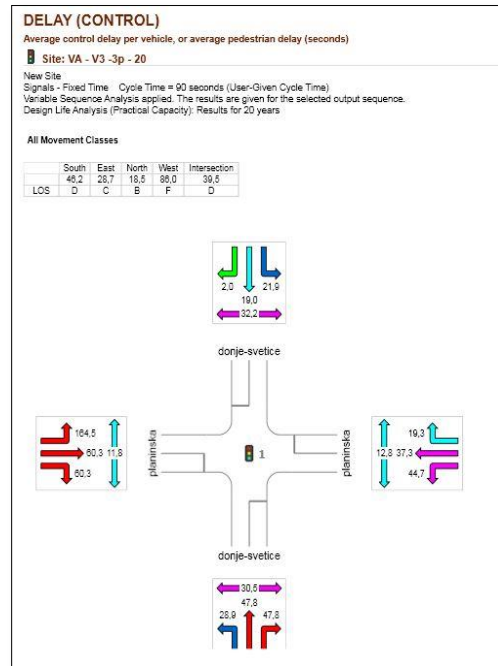 DELAY (CONTROL)
Average control delay per vehicle, or average pedestrian delay (seconds)
Site: VA - V3 -3p - 20
New Site
Signals - Fixed Time Cycle Time = 90 seconds (User-Given Cycle Time)
Variable Sequence Analysis applied. The results are given for the selected output sequence.
Design Life Analysis (Practical Capacity): Results for 20 years
All Movement Classes
South East North West Intersection
46,2 28,7 18,5 86,0 39,5
LOS D C B F D
2,0 21,9
19,0
32,2
donje-svetice
164,5
60,3 11,8
60,3
planinska
1
planinska
19,3
12,8 37,3
44,7
donje-svetice
30,5
47,8
28,9 47,8